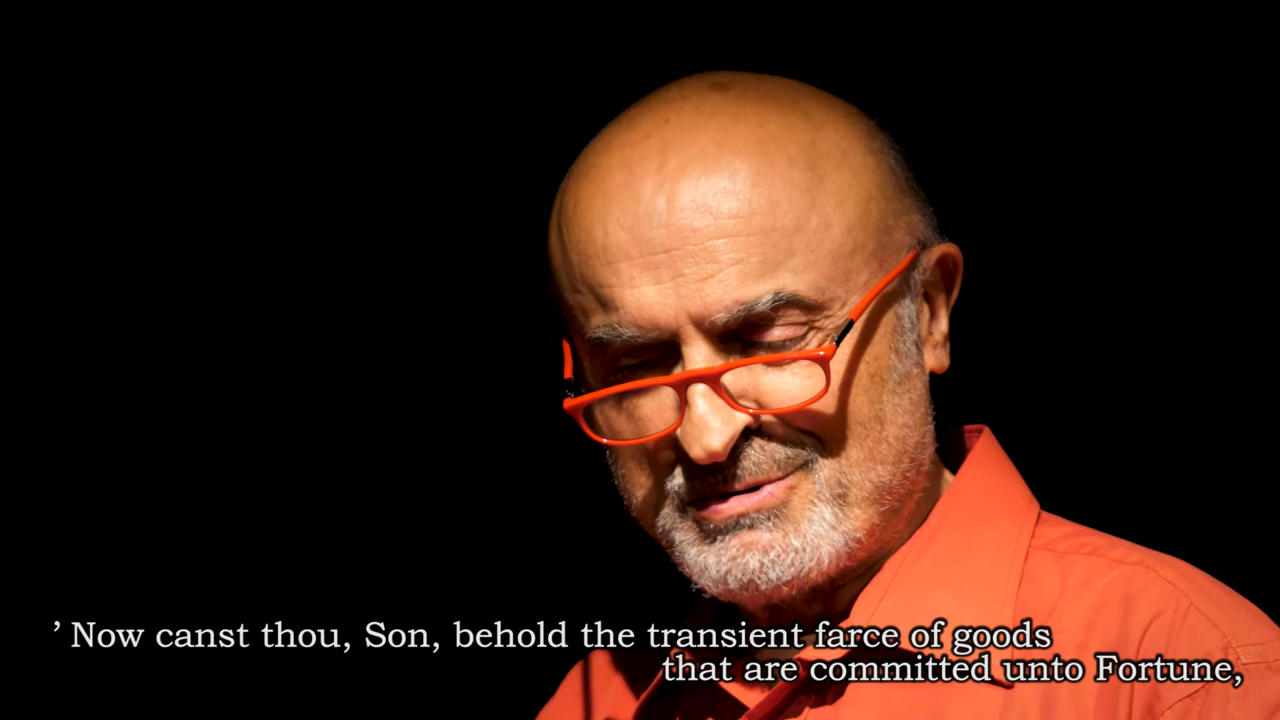 ’ Now canst thou, Son, behold the transient farce of goods
that are committed unto Fortune,